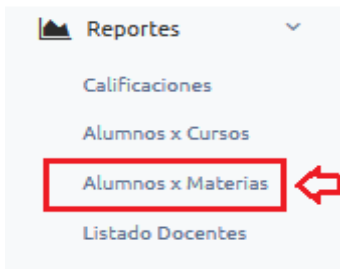 Reportes
Calificaciones
Alumnos x Cursos
Alumnos x Materias
Listado Docentes